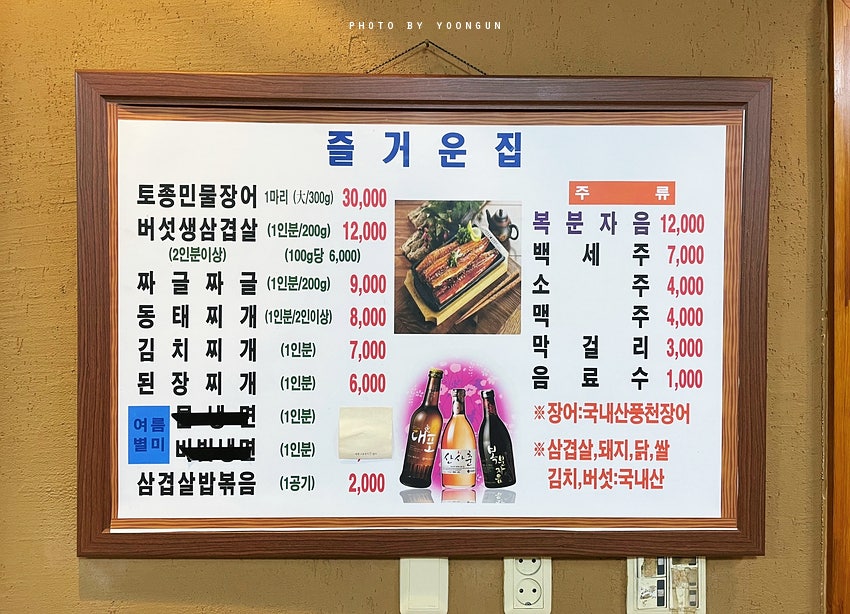 PHOTO BY YOONGUN
즐거운집
토종민물장어 1마리 (大/300g) 30,000
버섯생삼겹살 (1인분/200g) 12,000
(2인분이상) (100g당 6,000)
짜글짜글 (1인분/200g) 9,000
동태찌개 (1인분/2인이상) 8,000
김치찌개 (1인분) 7,000
된장찌개 (1인분) 6,000
여름
별미
면 (1인분)
면 (1인분)
삼겹살밥볶음 (1공기) 2,000
대포
산사춘
주류
복분자음 12,000
백세주 7,000
소주 4,000
맥주 4,000
막걸리 3,000
음료수 1,000
※장어:국내산풍천장어
※삼겹살,돼지,닭,쌀
김치,버섯:국내산